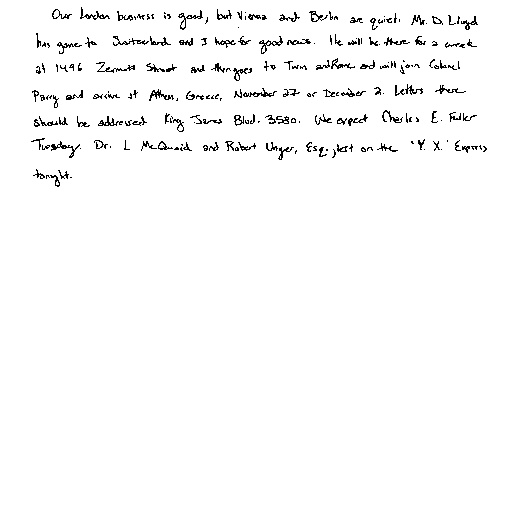 Our London business is good, but Vienna and Berlin are quiet. Mr. D. Lloyd
has gone to Switzerland and I hope for good news. He will be there for a week
at 1496 Zermott Street and then goes to Turin and Rome and will join Colonel
Parry and arrive at Athens, Greece, November 27 or December 2. Letters there
should be addressed King James Blvd. 3580. We expect Charles E. Fuller
Tuesday. Dr. L McQuaid and Robert Unger, Esq., left on the "Y. X." Express
tonight.